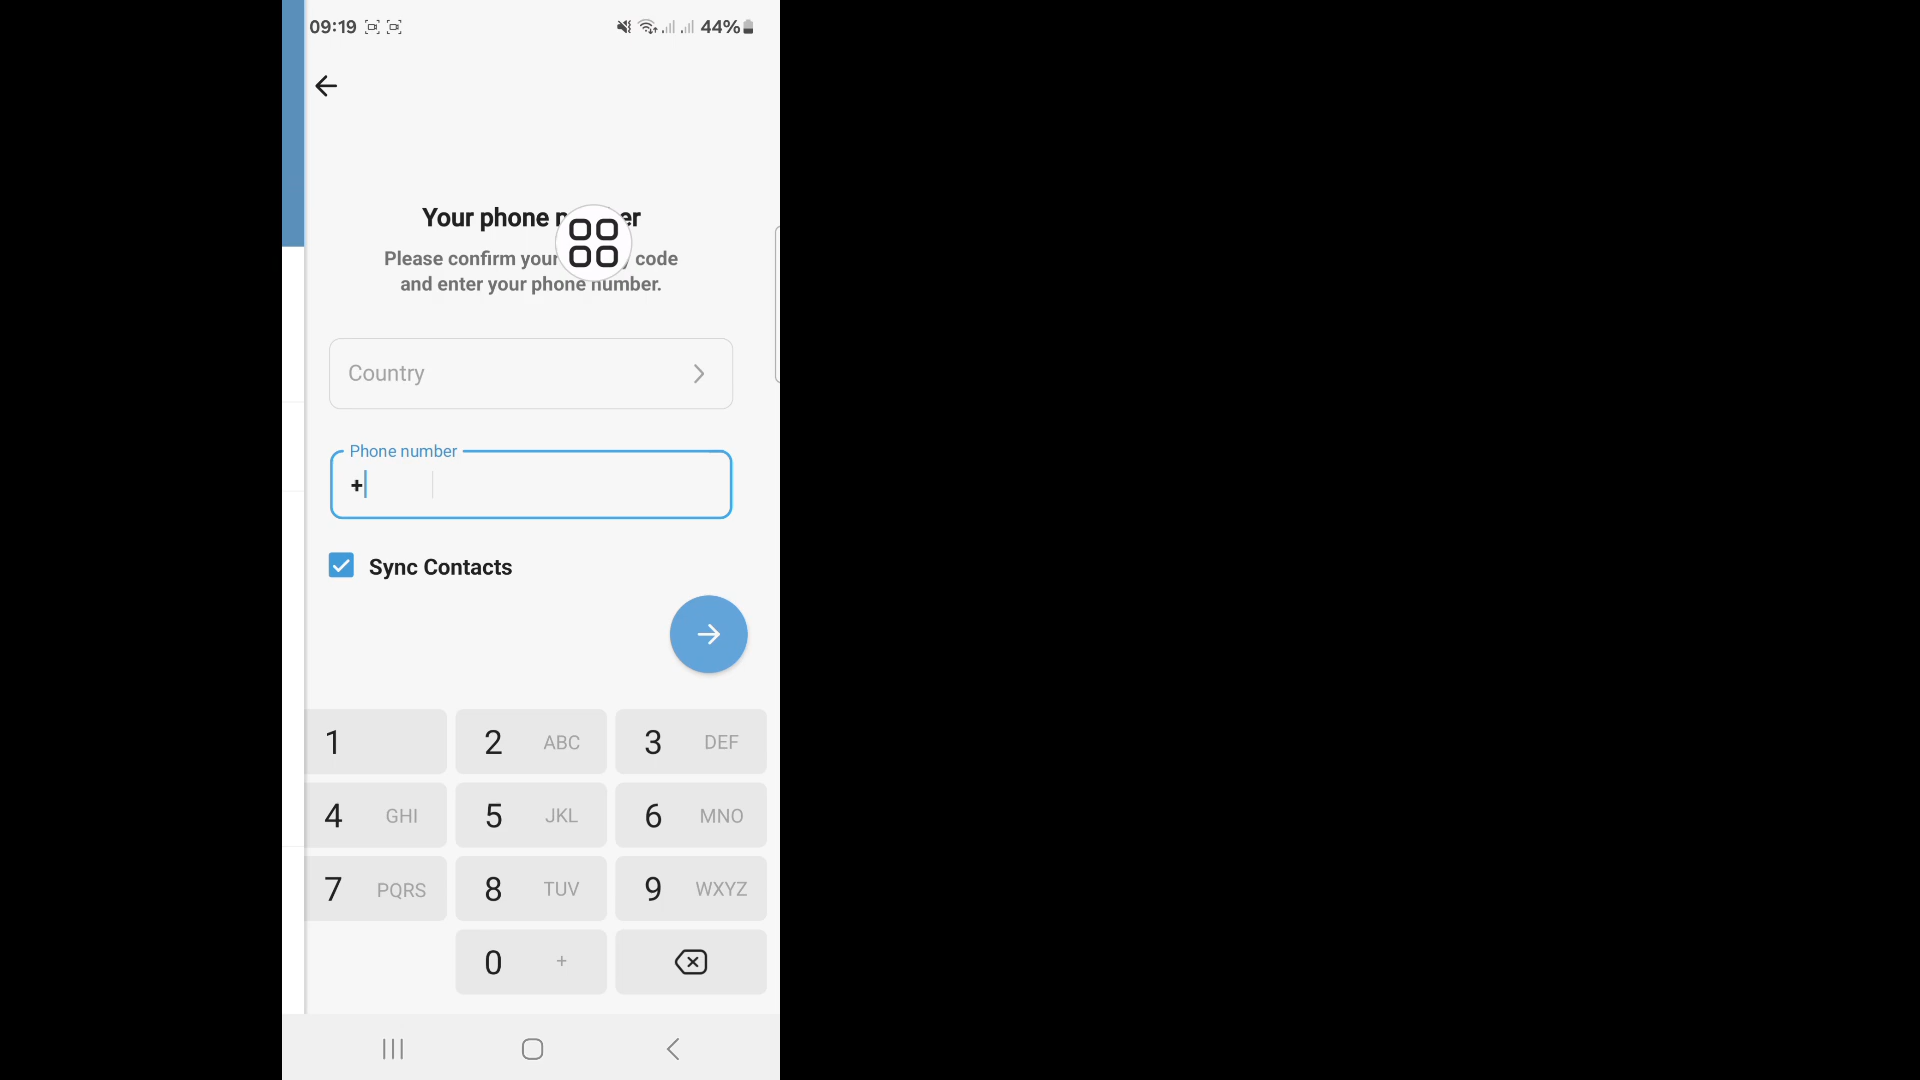 09:19
44%
Your phone n er
Please confirm your y code
and enter your phone number.
Country
Phone number
+
Sync Contacts
1
2 ABC
3 DEF
4 GHI
5 JKL
6 MNO
7 PQRS
8 TUV
9 WXYZ
0 +